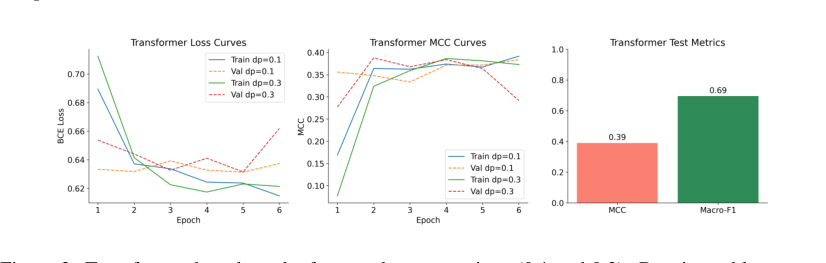 Transformer Loss Curves
BCE Loss
0.70
0.68
0.66
0.64
0.62
Train dp=0.1
Val dp=0.1
Train dp=0.3
Val dp=0.3
1 2 3 4 5 6
Epoch
Transformer MCC Curves
MCC
0.40
0.35
0.30
0.25
0.20
0.15
0.10
Train dp=0.1
Val dp=0.1
Train dp=0.3
Val dp=0.3
1 2 3 4 5 6
Epoch
Transformer Test Metrics
1.0
0.8
0.6
0.4
0.2
0.0
0.39
0.69
MCC Macro-F1